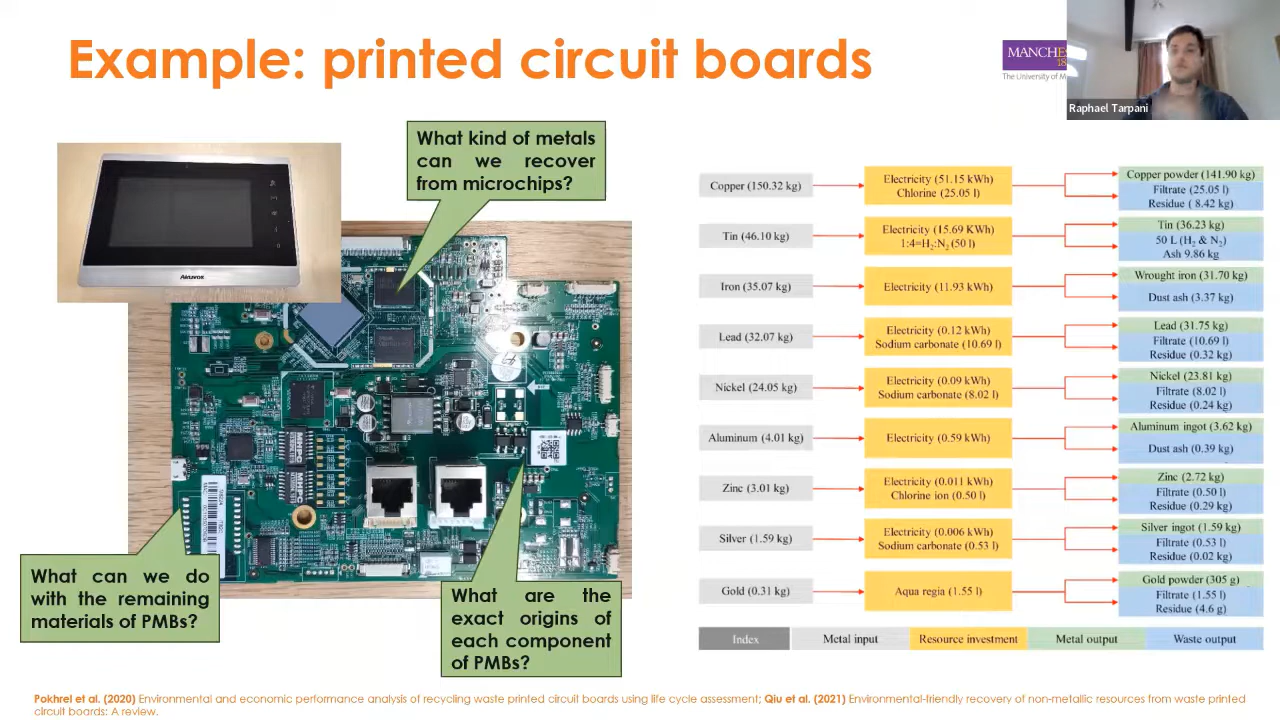 Example: printed circuit boards
MANCHE
18
The University of M
Raphael Tarpani
What kind of metals
can we recover
from microchips?
Akuvox
What can we do
with the remaining
materials of PMBs?
What are the
exact origins of
each component
of PMBs?
Copper (150.32 kg)
Electricity (51.15 kWh)
Chlorine (25.05 l)
Copper powder (141.90 kg)
Filtrate (25.05 l)
Residue ( 8.42 kg)
Tin (46.10 kg)
Electricity (15.69 KWh)
1:4=H₂:N₂ (50 l)
Tin (36.23 kg)
50 L (H₂ & N₂)
Ash 9.86 kg
Iron (35.07 kg)
Electricity (11.93 kWh)
Wrought iron (31.70 kg)
Dust ash (3.37 kg)
Lead (32.07 kg)
Electricity (0.12 kWh)
Sodium carbonate (10.69 l)
Lead (31.75 kg)
Filtrate (10.69 l)
Residue (0.32 kg)
Nickel (24.05 kg)
Electricity (0.09 kWh)
Sodium carbonate (8.02 l)
Nickel (23.81 kg)
Filtrate (8.02 l)
Residue (0.24 kg)
Aluminum (4.01 kg)
Electricity (0.59 kWh)
Aluminum ingot (3.62 kg)
Dust ash (0.39 kg)
Zinc (3.01 kg)
Electricity (0.011 kWh)
Chlorine ion (0.50 l)
Zinc (2.72 kg)
Filtrate (0.50 l)
Residue (0.29 kg)
Silver (1.59 kg)
Electricity (0.006 kWh)
Sodium carbonate (0.53 l)
Silver ingot (1.59 kg)
Filtrate (0.53 l)
Residue (0.02 kg)
Gold (0.31 kg)
Aqua regia (1.55 l)
Gold powder (305 g)
Filtrate (1.55 l)
Residue (4.6 g)
Index
Metal input
Resource investment
Metal output
Waste output
Pokhrel et al. (2020) Environmental and economic performance analysis of recycling waste printed circuit boards using life cycle assessment; Qiu et al. (2021) Environmental-friendly recovery of non-metallic resources from waste printed
circuit boards: A review.